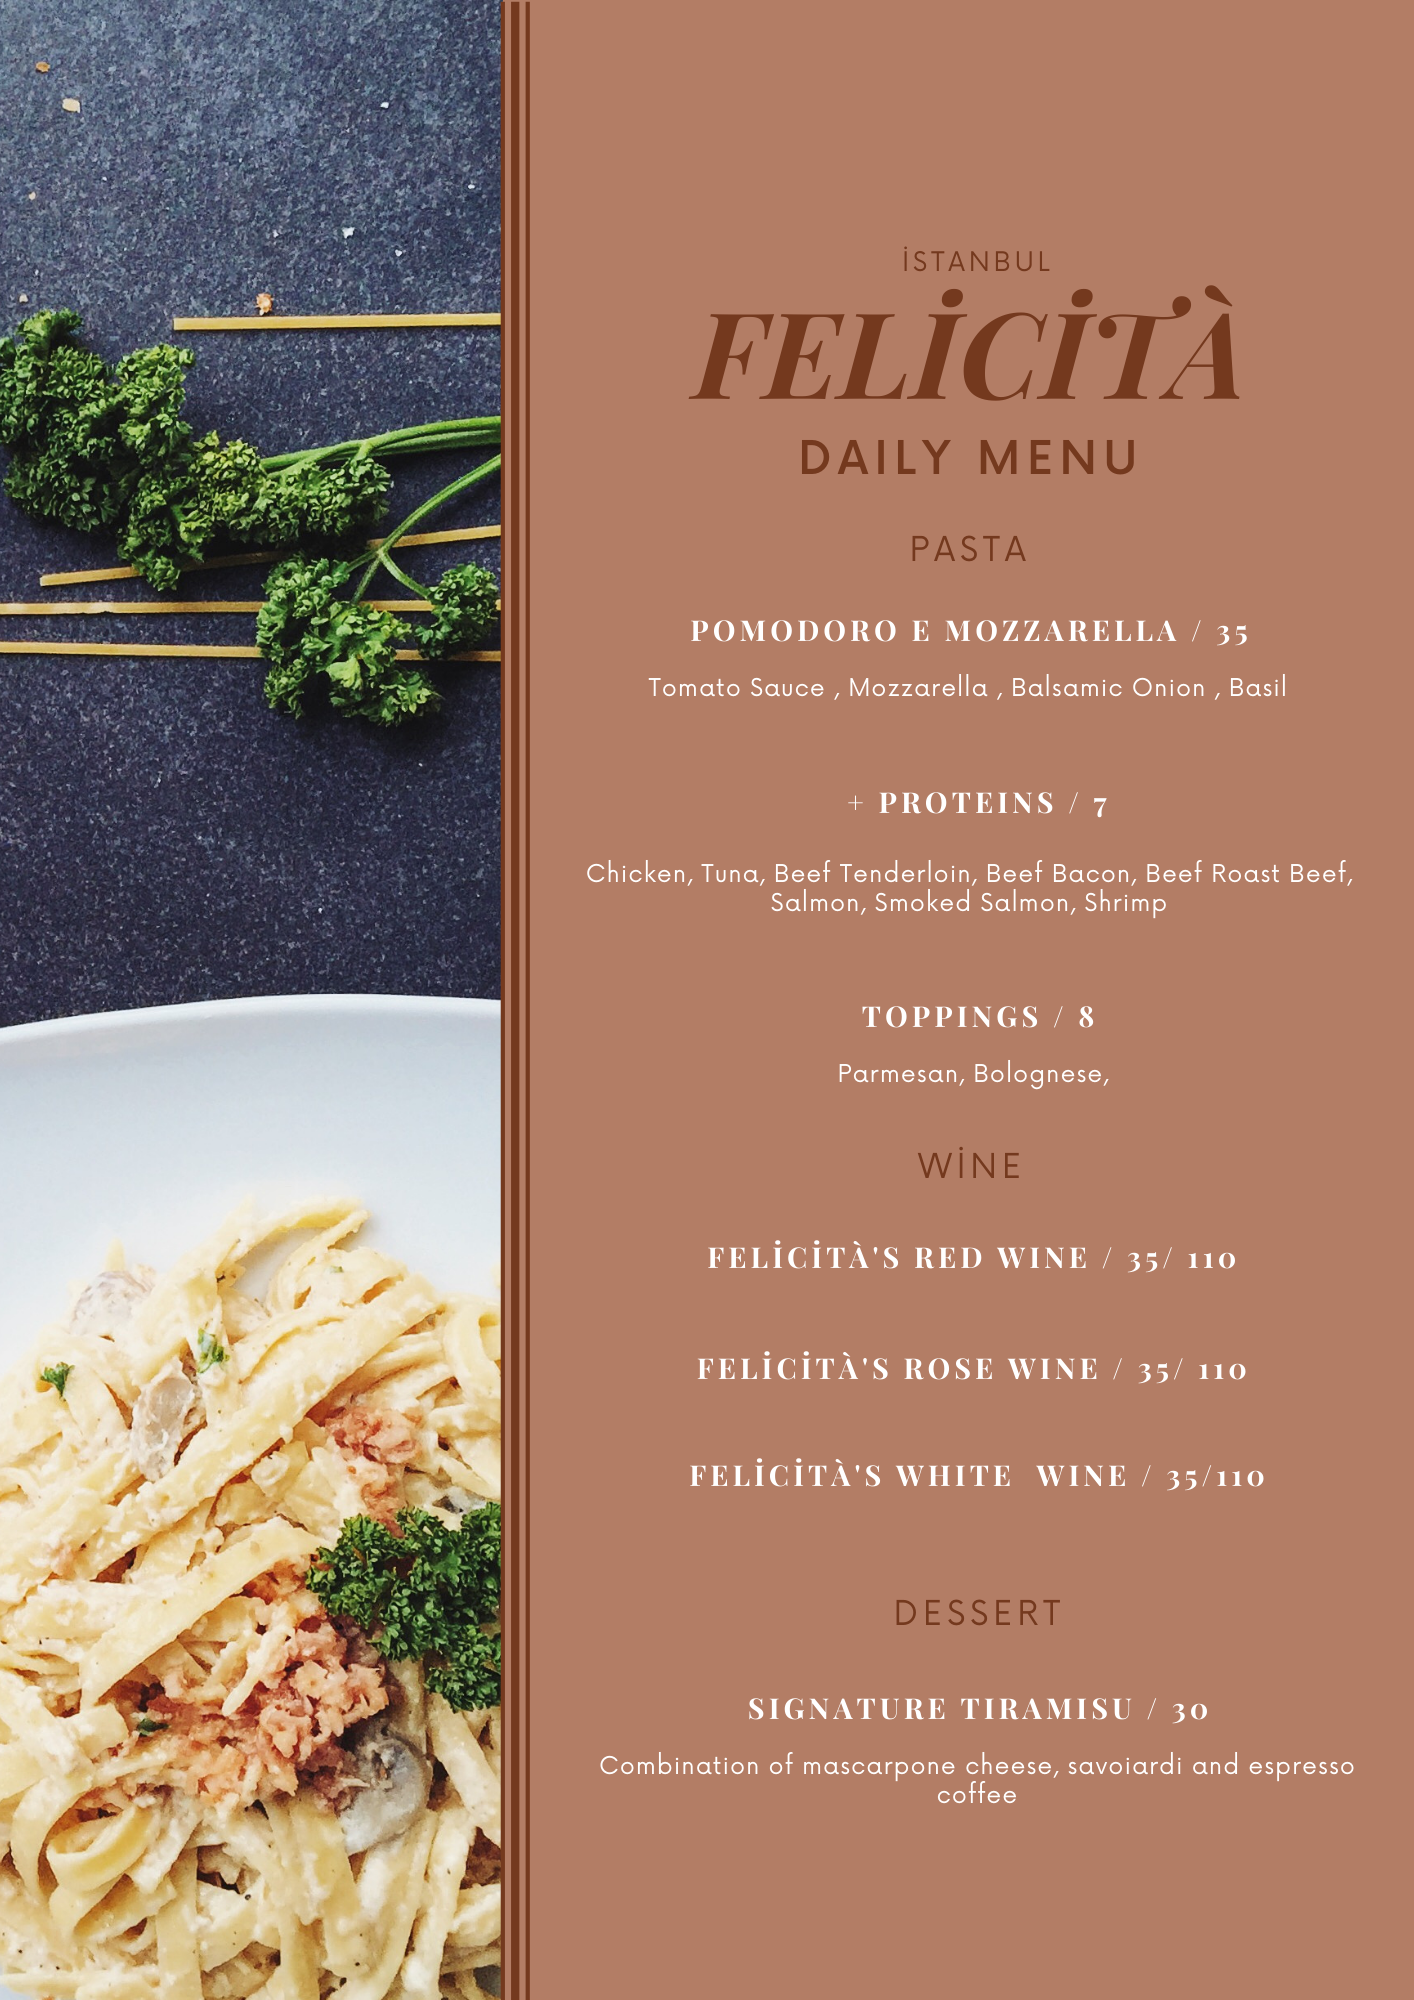 İSTANBUL
FELİCİTÀ
DAILY MENU
PASTA
POMODORO E MOZZARELLA / 35
Tomato Sauce , Mozzarella , Balsamic Onion , Basil
+ PROTEINS / 7
Chicken, Tuna, Beef Tenderloin, Beef Bacon, Beef Roast Beef,
Salmon, Smoked Salmon, Shrimp
TOPPINGS / 8
Parmesan, Bolognese,
WİNE
FELİCİTÀ'S RED WINE / 35/ 110
FELİCİTÀ'S ROSE WINE / 35/ 110
FELİCİTÀ'S WHITE  WINE / 35/110
DESSERT
SIGNATURE TIRAMISU / 30
Combination of mascarpone cheese, savoiardi and espresso
coffee